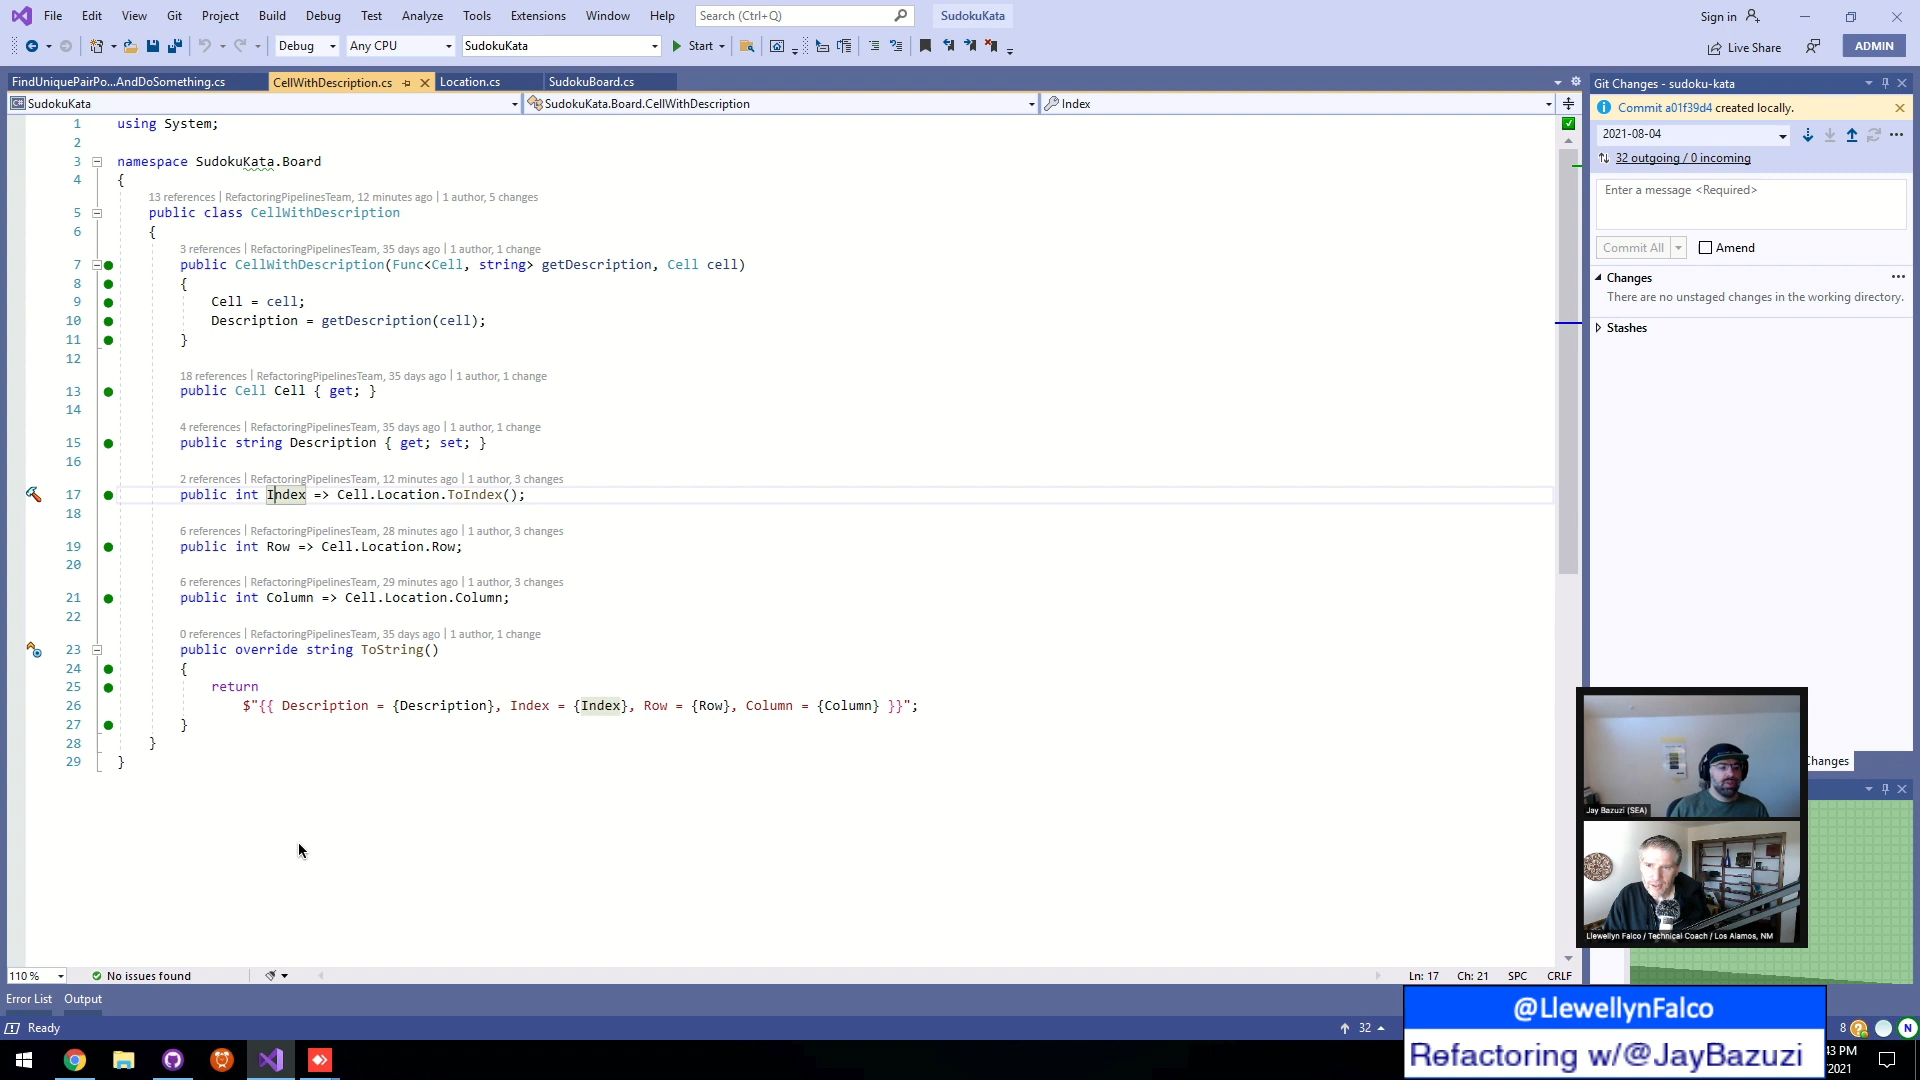 File Edit View Git Project Build Debug Test Analyze Tools Extensions Window Help Search (Ctrl+Q) SudokuKata Sign in
Debug Any CPU SudokuKata Start Live Share ADMIN
FindUniquePairPo...AndDoSomething.cs CellWithDescription.cs Location.cs SudokuBoard.cs
SudokuKata SudokuKata.Board.CellWithDescription Index
1 using System;
2
3 namespace SudokuKata.Board
4 {
13 references | RefactoringPipelinesTeam, 12 minutes ago | 1 author, 5 changes
5 public class CellWithDescription
6 {
3 references | RefactoringPipelinesTeam, 35 days ago | 1 author, 1 change
7 public CellWithDescription(Func<Cell, string> getDescription, Cell cell)
8 {
9 Cell = cell;
10 Description = getDescription(cell);
11 }
12
18 references | RefactoringPipelinesTeam, 35 days ago | 1 author, 1 change
13 public Cell Cell { get; }
14
4 references | RefactoringPipelinesTeam, 35 days ago | 1 author, 1 change
15 public string Description { get; set; }
16
2 references | RefactoringPipelinesTeam, 12 minutes ago | 1 author, 3 changes
17 public int Index => Cell.Location.ToIndex();
18
6 references | RefactoringPipelinesTeam, 28 minutes ago | 1 author, 3 changes
19 public int Row => Cell.Location.Row;
20
6 references | RefactoringPipelinesTeam, 29 minutes ago | 1 author, 3 changes
21 public int Column => Cell.Location.Column;
22
0 references | RefactoringPipelinesTeam, 35 days ago | 1 author, 1 change
23 public override string ToString()
24 {
25 return
26 $"{{ Description = {Description}, Index = {Index}, Row = {Row}, Column = {Column} }}";
27 }
28 }
29 }
Git Changes - sudoku-kata
Commit a01f39d4 created locally.
2021-08-04
32 outgoing / 0 incoming
Enter a message <Required>
Commit All Amend
Changes
There are no unstaged changes in the working directory.
Stashes
Changes
Jay Bazuzi (SEA)
Llewellyn Falco / Technical Coach / Los Alamos, NM
110 % No issues found Ln: 17 Ch: 21 SPC CRLF
Error List Output
Ready 32 8 N
@LlewellynFalco
Refactoring w/@JayBazuzi
43 PM
2021